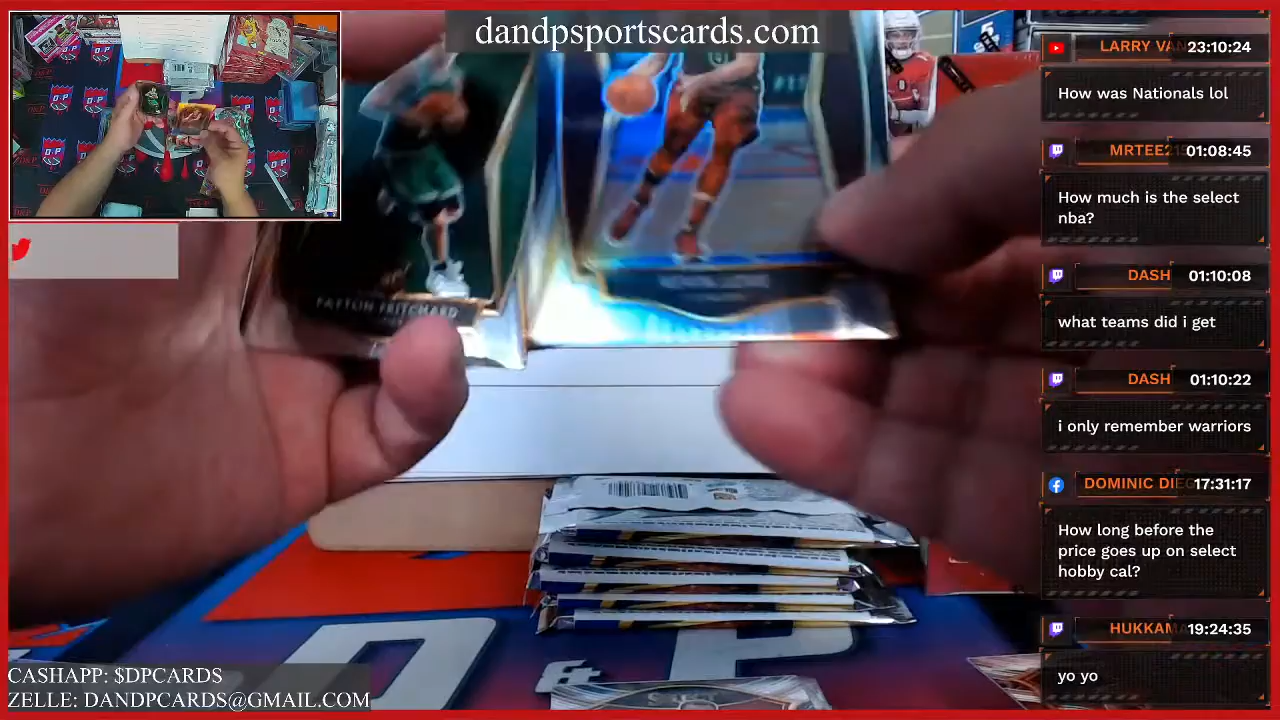 dandpsportscards.com
LARRY VAN
23:10:24
How was Nationals lol
MRTEE2
01:08:45
How much is the select
nba?
DASH
01:10:08
what teams did i get
DASH
01:10:22
i only remember warriors
DOMINIC DIE
17:31:17
How long before the
price goes up on select
hobby cal?
HUKKAM
19:24:35
yo yo
PAYTON PRITCHARD
D & P
SELECT
CASHAPP: $DPCARDS
ZELLE: DANDPCARDS@GMAIL.COM